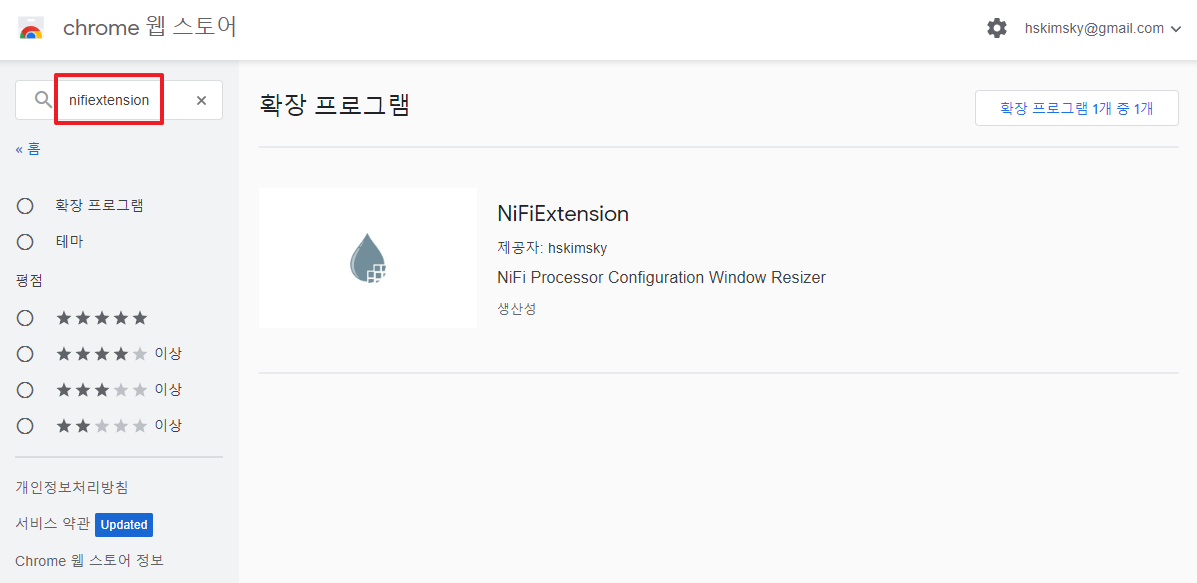 chrome 웹 스토어
hskimsky@gmail.com
nifiextension
« 홈
확장 프로그램
테마
평점
이상
이상
이상
개인정보처리방침
서비스 약관 Updated
Chrome 웹 스토어 정보
확장 프로그램
확장 프로그램 1개 중 1개
NiFiExtension
제공자: hskimsky
NiFi Processor Configuration Window Resizer
생산성